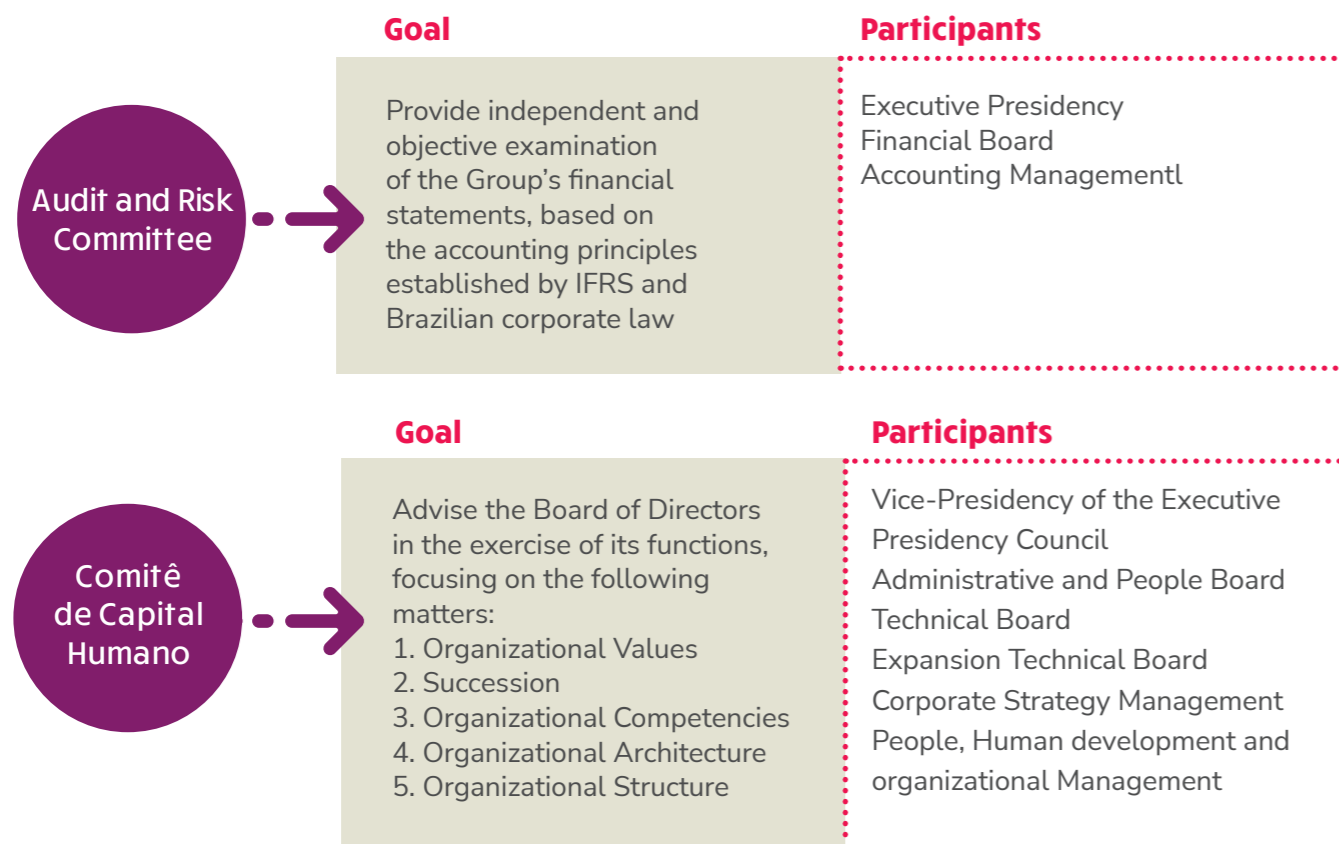 Goal
Participants
Audit and Risk
Committee
Provide independent and
objective examination
of the Group's financial
statements, based on
the accounting principles
established by IFRS and
Brazilian corporate law
Executive Presidency
Financial Board
Accounting Managementl
Goal
Participants
Comitê
de Capital
Humano
Advise the Board of Directors
in the exercise of its functions,
focusing on the following
matters:
1. Organizational Values
2. Succession
3. Organizational Competencies
4. Organizational Architecture
5. Organizational Structure
Vice-Presidency of the Executive
Presidency Council
Administrative and People Board
Technical Board
Expansion Technical Board
Corporate Strategy Management
People, Human development and
organizational Management